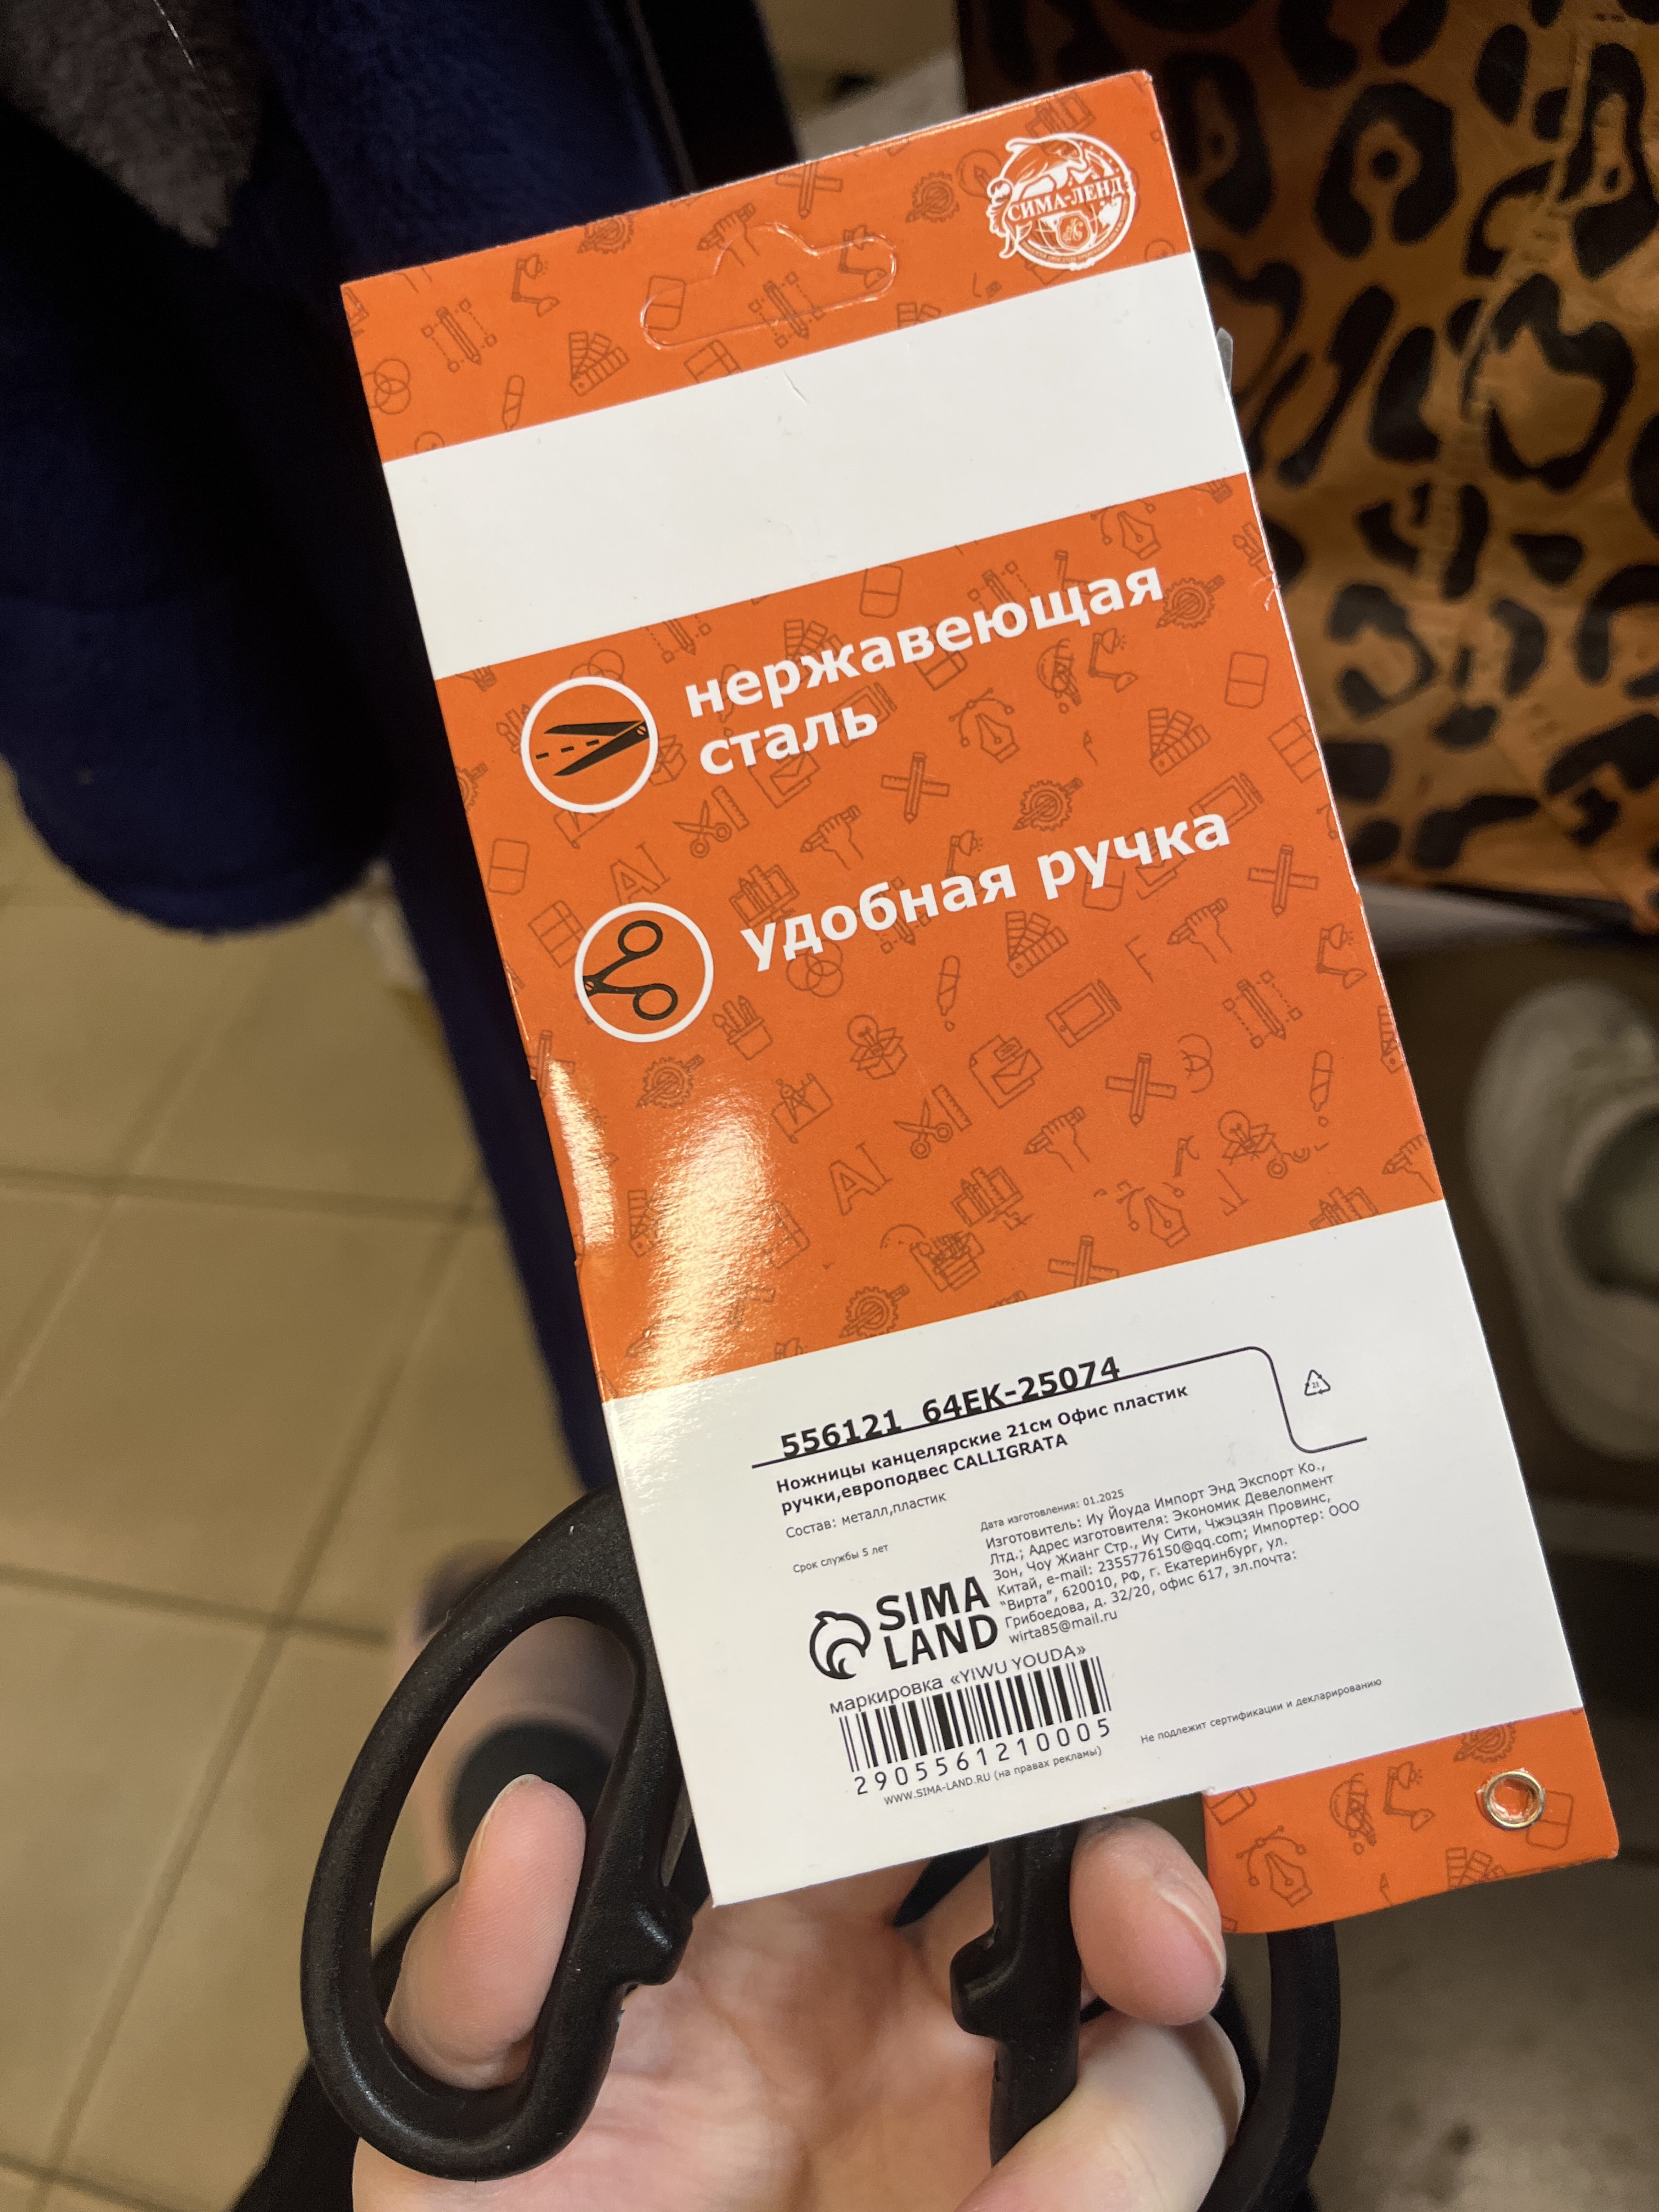 СИМА-ЛЕНД
нержавеющая
сталь
удобная ручка
556121 64EK-25074
Ножницы канцелярские 21см Офис пластик
ручки,европодвес CALLIGRATA
Состав: металл,пластик
Срок службы 5 лет
Дата изготовления: 01.2025
Изготовитель: Иу Йоуда Импорт Энд Экспорт Ко.,
Лтд.; Адрес изготовителя: Экономик Девелопмент
Зон, Чоу Жианг Стр., Иу Сити, Чжэцзян Провинс,
Китай, e-mail: 2355776150@qq.com; Импортер: ООО
"Вирта", 620010, РФ, г. Екатеринбург, ул.
Грибоедова, д. 32/20, офис 617, эл.почта:
wirta85@mail.ru
SIMA
LAND
маркировка «YIWU YOUDA»
2905561210005
WWW.SIMA-LAND.RU (на правах рекламы)
Не подлежит сертификации и декларированию